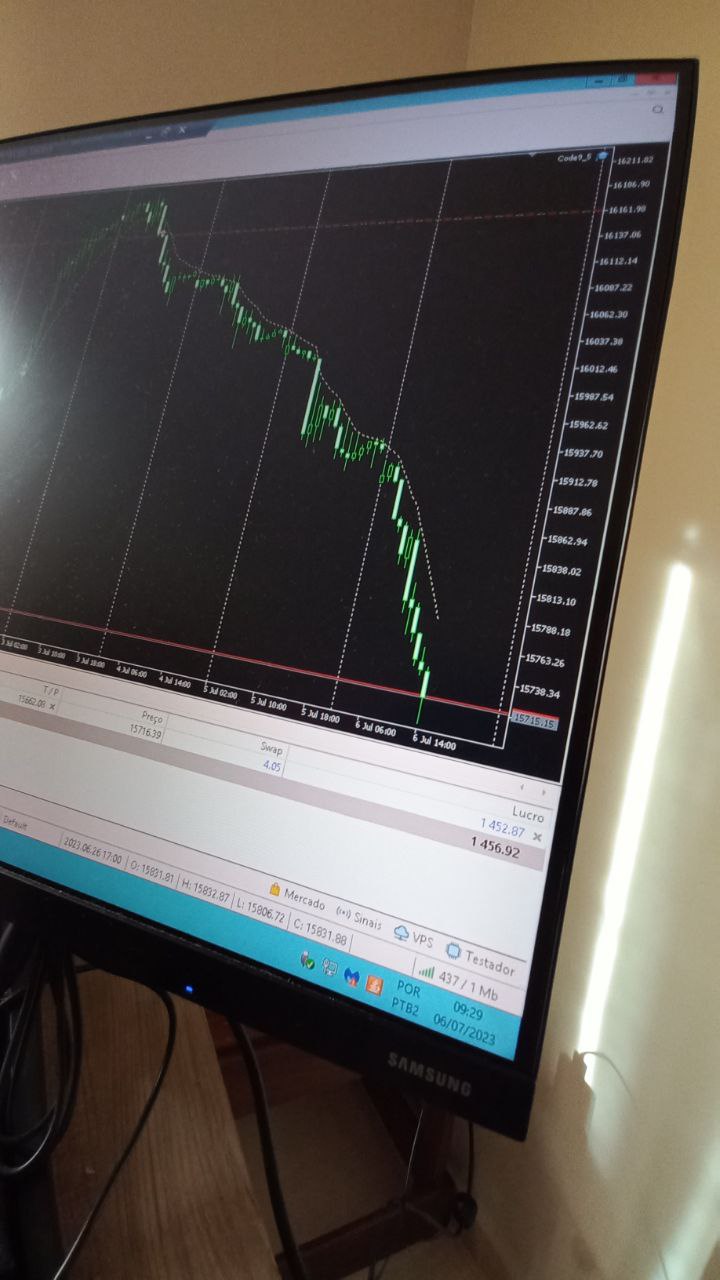 Code9_5
16211.82
16186.90
16161.98
16137.06
16112.14
16087.22
16062.30
16037.38
16012.46
15987.54
15962.62
15937.70
15912.78
15887.86
15862.94
15838.02
15813.10
15788.18
15763.26
15738.34
15715.15
3 Jul 02:00 3 Jul 10:00 3 Jul 18:00 4 Jul 06:00 4 Jul 14:00 5 Jul 02:00 5 Jul 10:00 5 Jul 18:00 6 Jul 06:00 6 Jul 14:00
T/P Preço Swap Lucro
15662.08 × 15716.39 4.05 1 452.87 ×
1 456.92
Mercado Sinais VPS Testador
Default 2023.06.26 17:00 O: 15831.81 H: 15832.87 L: 15806.72 C: 15831.88 437 / 1 Mb
POR 09:29
PTB2 06/07/2023
SAMSUNG